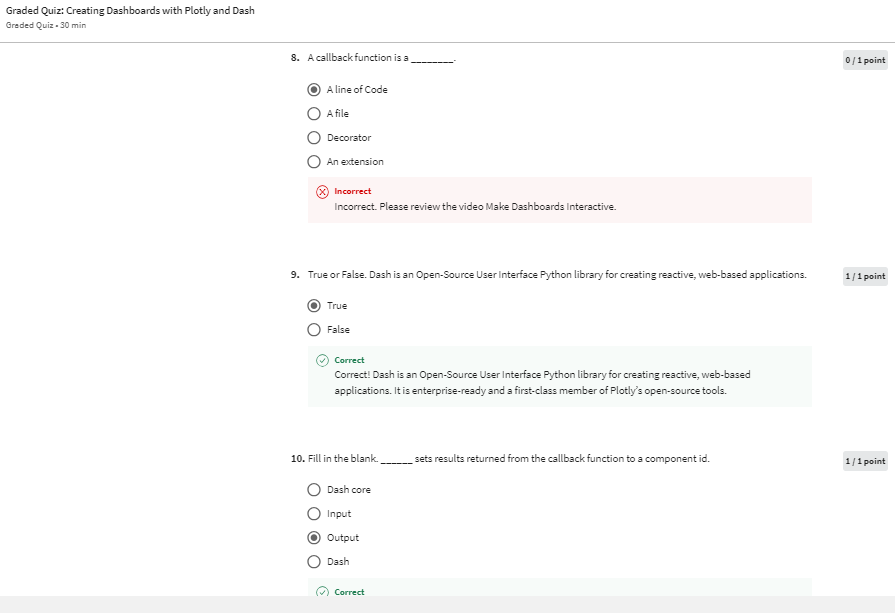 Graded Quiz: Creating Dashboards with Plotly and Dash
Graded Quiz • 30 min
8. A callback function is a ________.
0 / 1 point
A line of Code
A file
Decorator
An extension
Incorrect
Incorrect. Please review the video Make Dashboards Interactive.
9. True or False. Dash is an Open-Source User Interface Python library for creating reactive, web-based applications.
1 / 1 point
True
False
Correct
Correct! Dash is an Open-Source User Interface Python library for creating reactive, web-based
applications. It is enterprise-ready and a first-class member of Plotly's open-source tools.
10. Fill in the blank. ______ sets results returned from the callback function to a component id.
1 / 1 point
Dash core
Input
Output
Dash
Correct